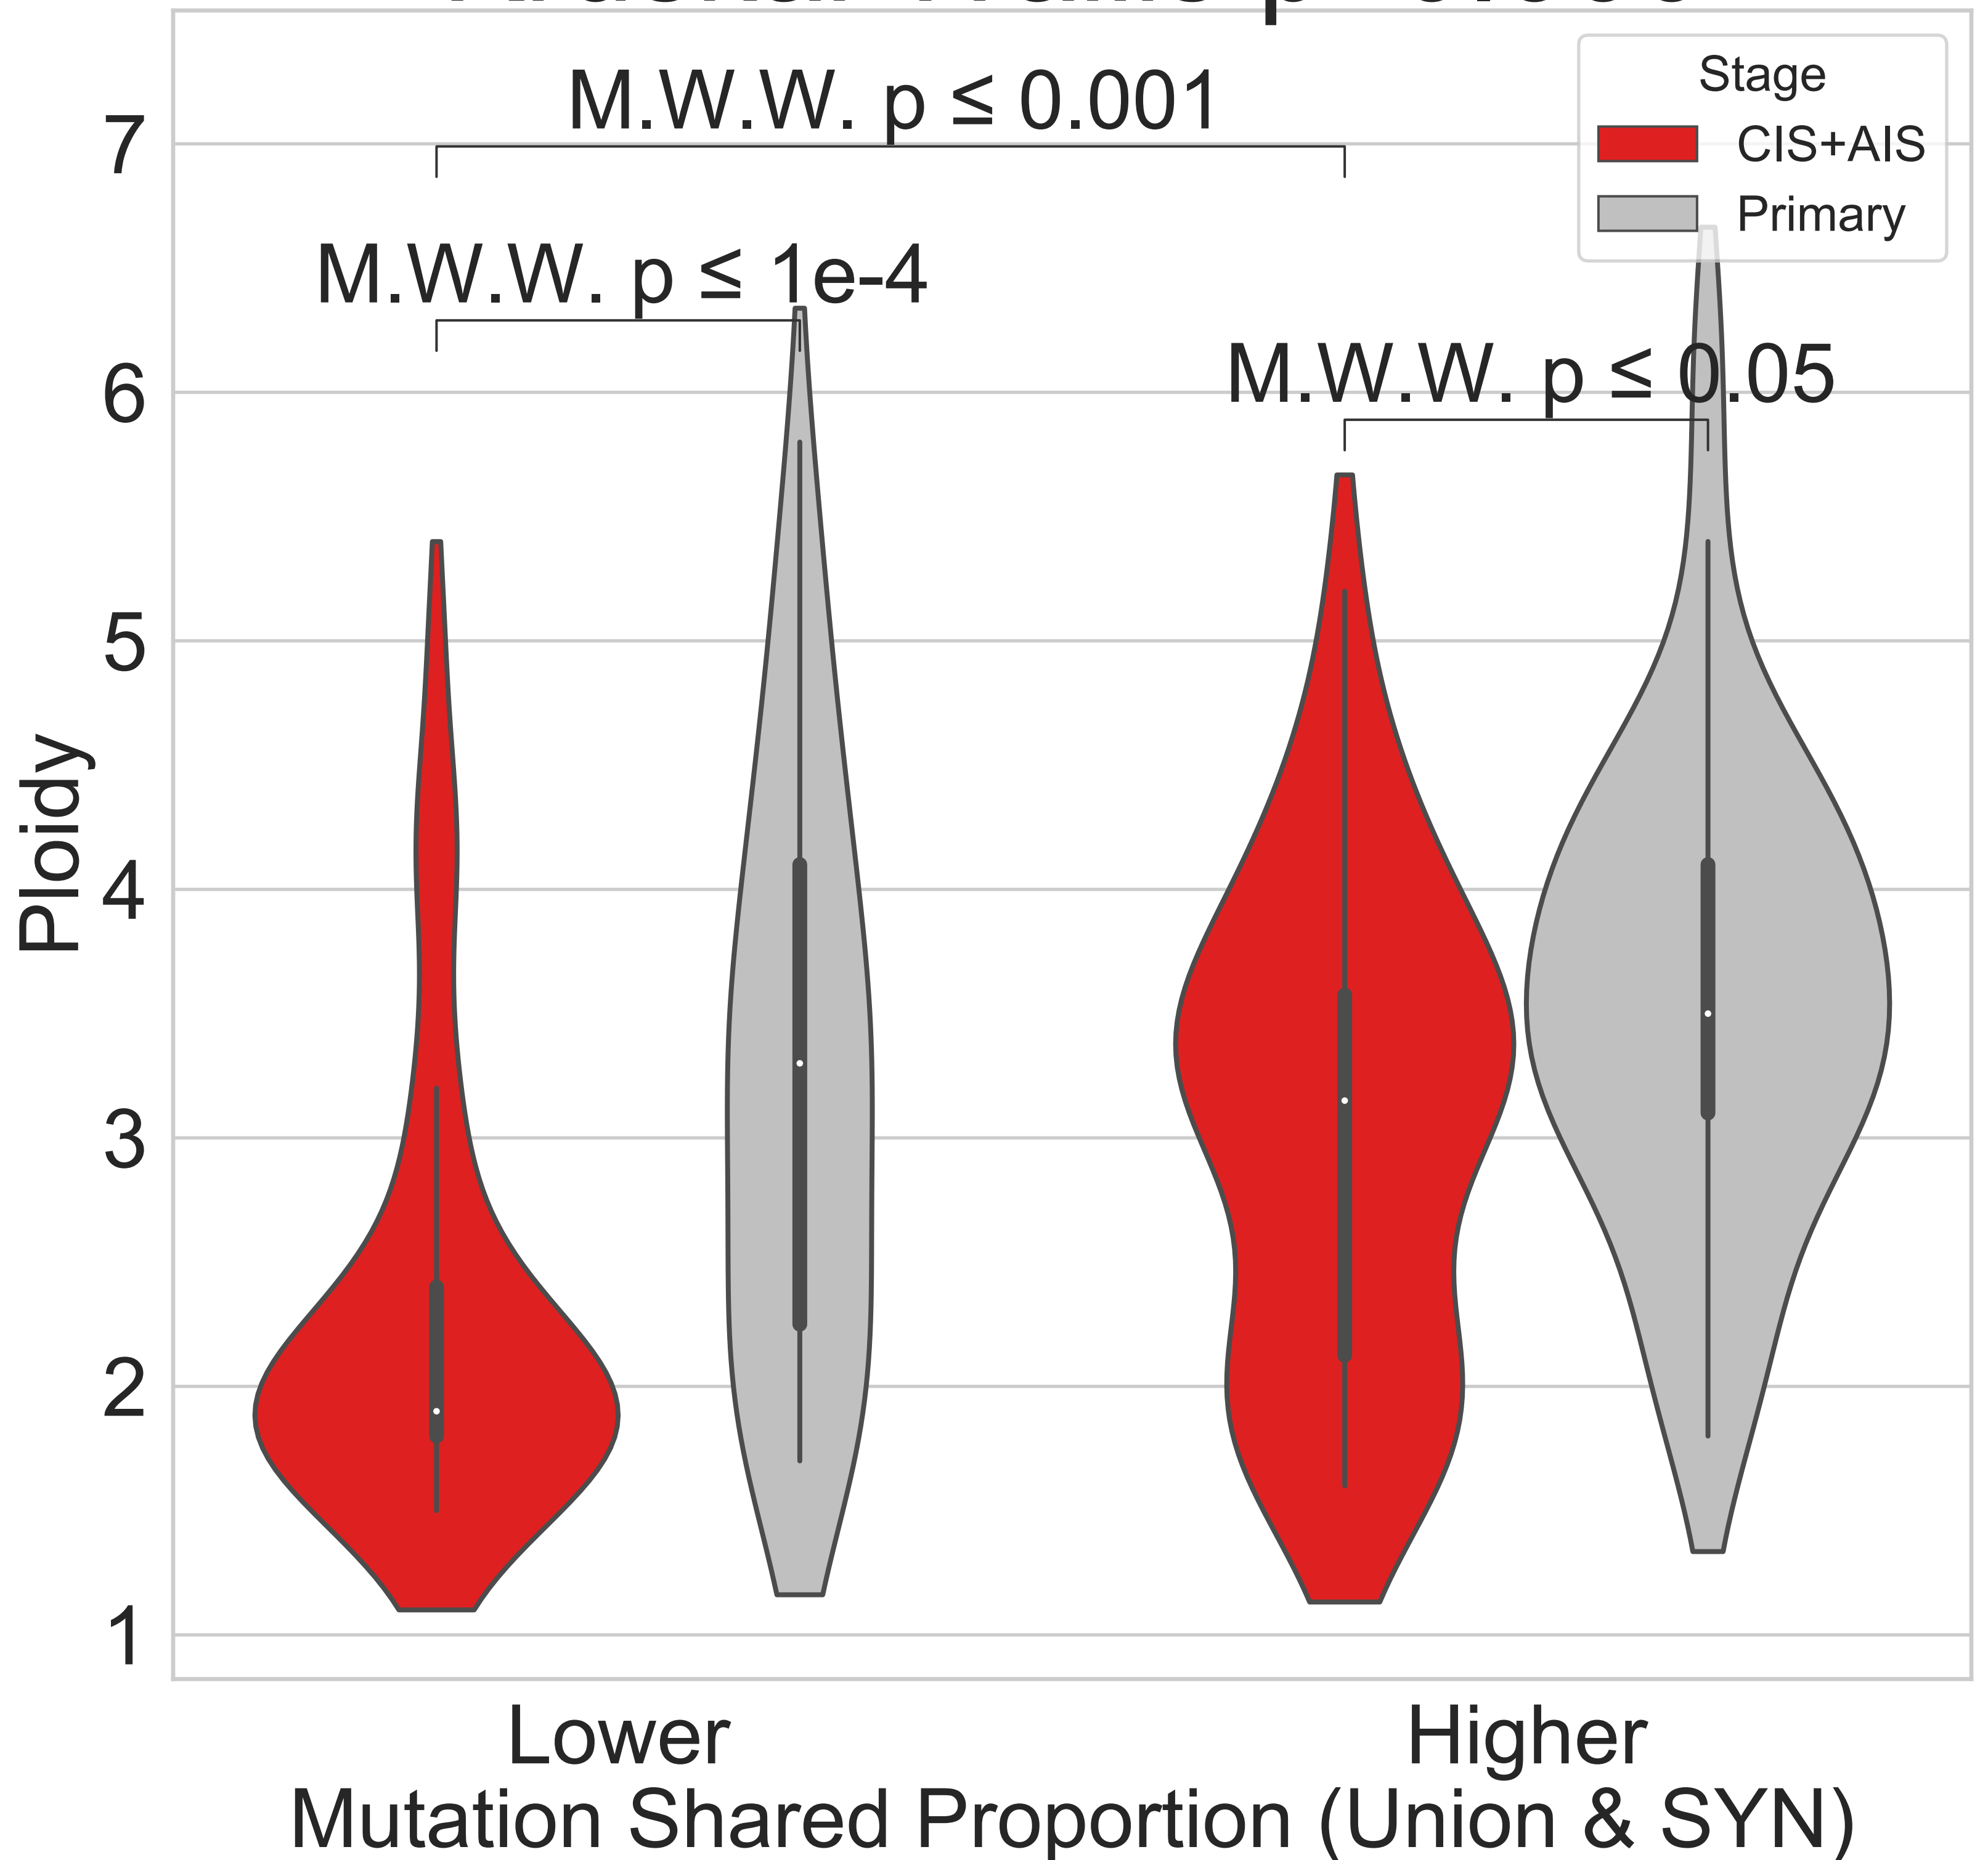 M.W.W. p ≤ 0.001
Stage
CIS+AIS
Primary
M.W.W. p ≤ 1e-4
M.W.W. p ≤ 0.05
7
6
5
4
3
2
1
Ploidy
Lower
Higher
Mutation Shared Proportion (Union & SYN)